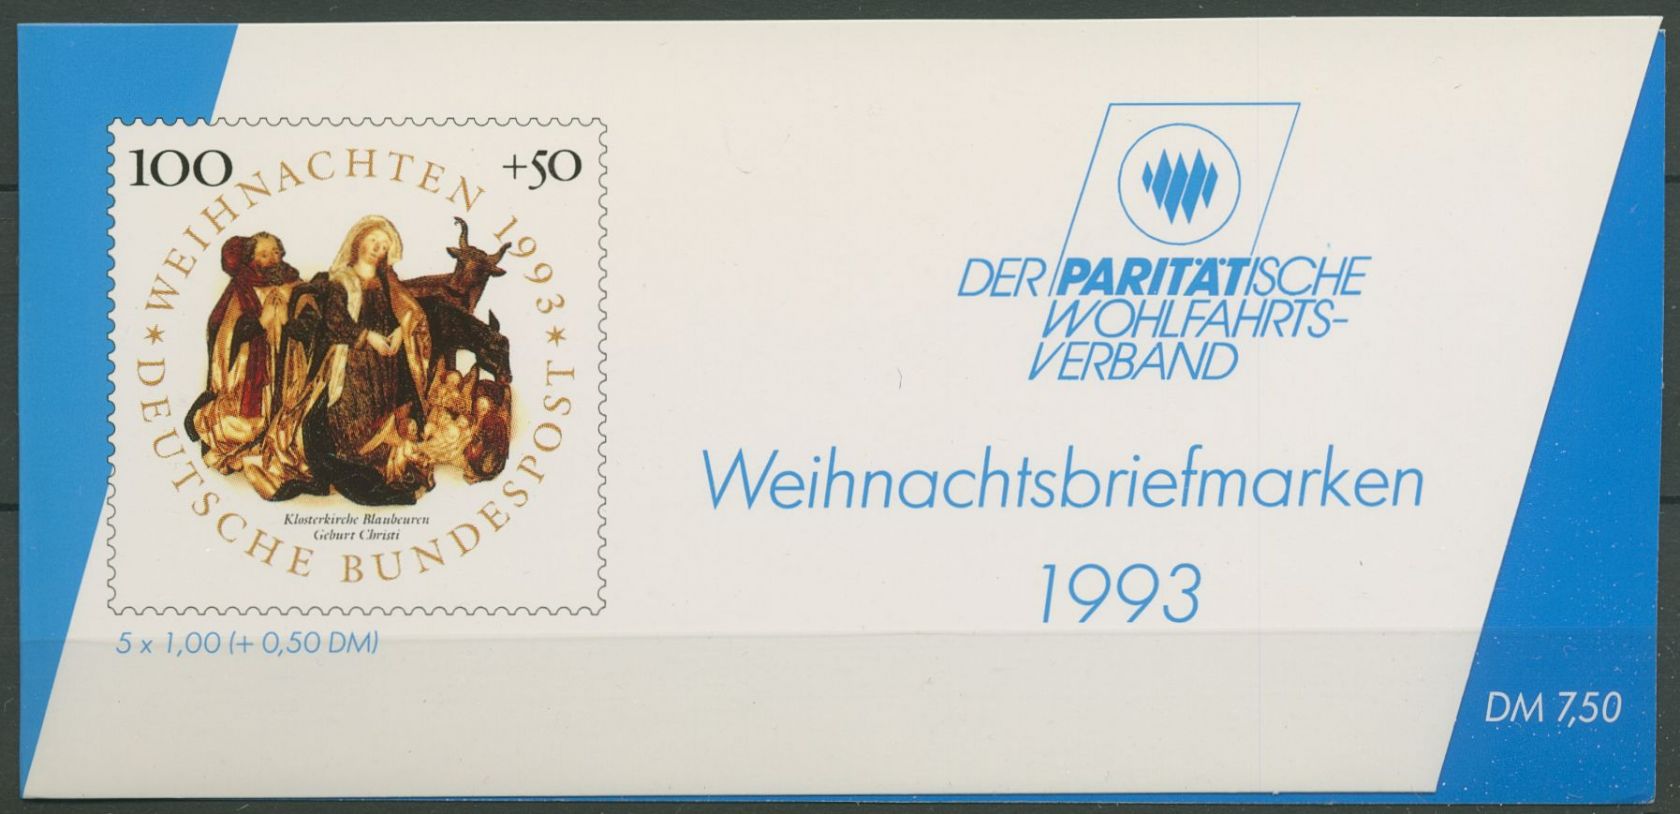 100 +50
WEIHNACHTEN 1993
✶ DEUTSCHE BUNDESPOST ✶
Klosterkirche Blaubeuren
Geburt Christi
5 x 1,00 (+ 0,50 DM)
DER PARITÄTISCHE
WOHLFAHRTS-
VERBAND
Weihnachtsbriefmarken
1993
DM 7,50